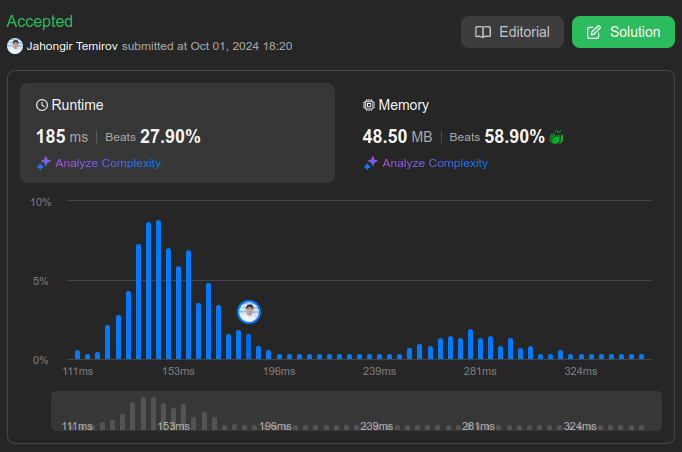 Accepted
Jahongir Temirov submitted at Oct 01, 2024 18:20
Editorial
Solution
Runtime
185 ms | Beats 27.90%
Analyze Complexity
Memory
48.50 MB | Beats 58.90%
Analyze Complexity
10%
5%
0%
111ms 153ms 196ms 239ms 281ms 324ms
111ms 153ms 196ms 239ms 281ms 324ms